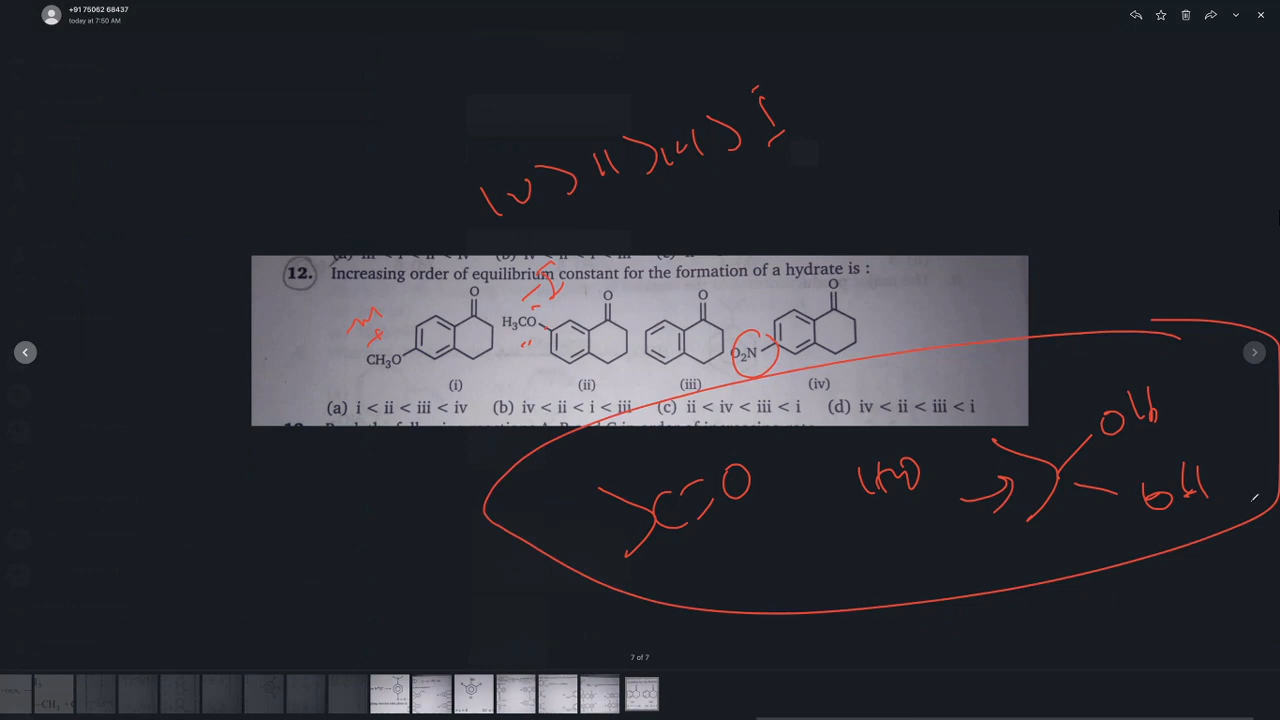 +91 75062 68437
today at 7:50 AM
iv > ii > iii > i
12. Increasing order of equilibrium constant for the formation of a hydrate is :
O O O O
H₃CO
CH₃O O₂N
(i) (ii) (iii) (iv)
(a) i < ii < iii < iv (b) iv < ii < i < iii (c) ii < iv < iii < i (d) iv < ii < iii < i
OH
C=O
OH
7 of 7